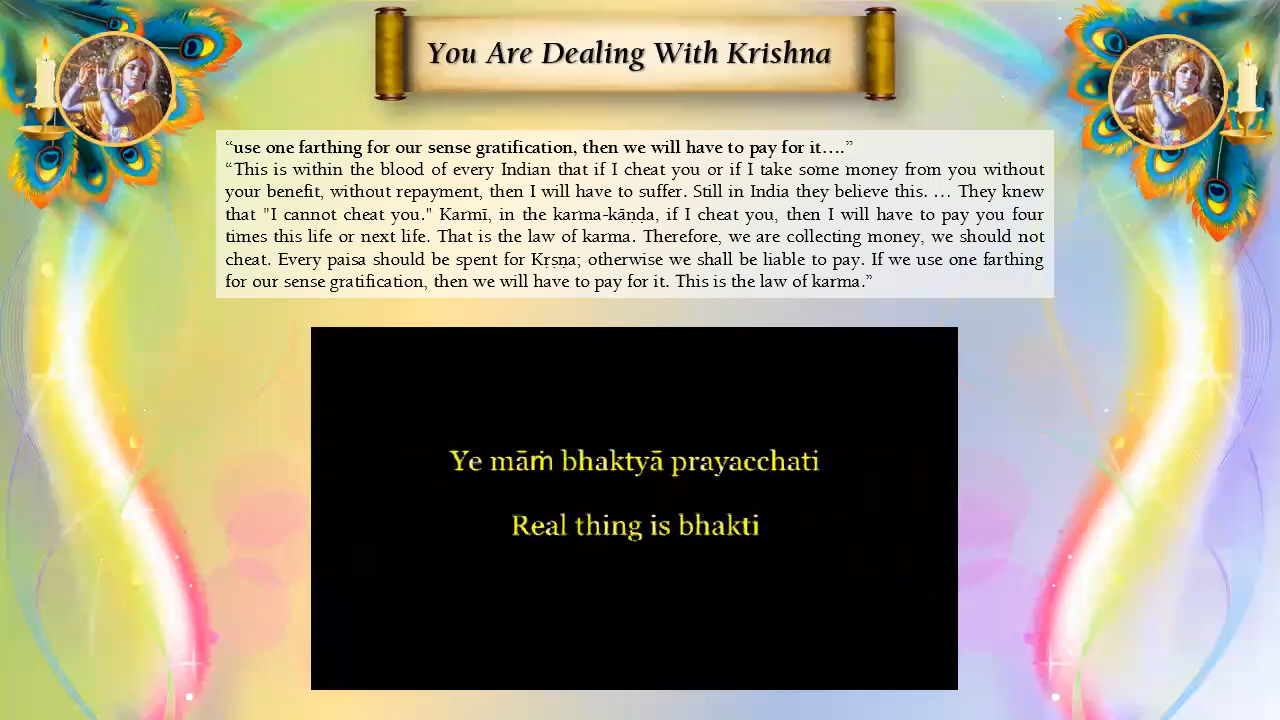 You Are Dealing With Krishna
“use one farthing for our sense gratification, then we will have to pay for it….”
“This is within the blood of every Indian that if I cheat you or if I take some money from you without
your benefit, without repayment, then I will have to suffer. Still in India they believe this. … They knew
that "I cannot cheat you." Karmī, in the karma-kāṇḍa, if I cheat you, then I will have to pay you four
times this life or next life. That is the law of karma. Therefore, we are collecting money, we should not
cheat. Every paisa should be spent for Kṛṣṇa; otherwise we shall be liable to pay. If we use one farthing
for our sense gratification, then we will have to pay for it. This is the law of karma.”
Ye māṁ bhaktyā prayacchati
Real thing is bhakti